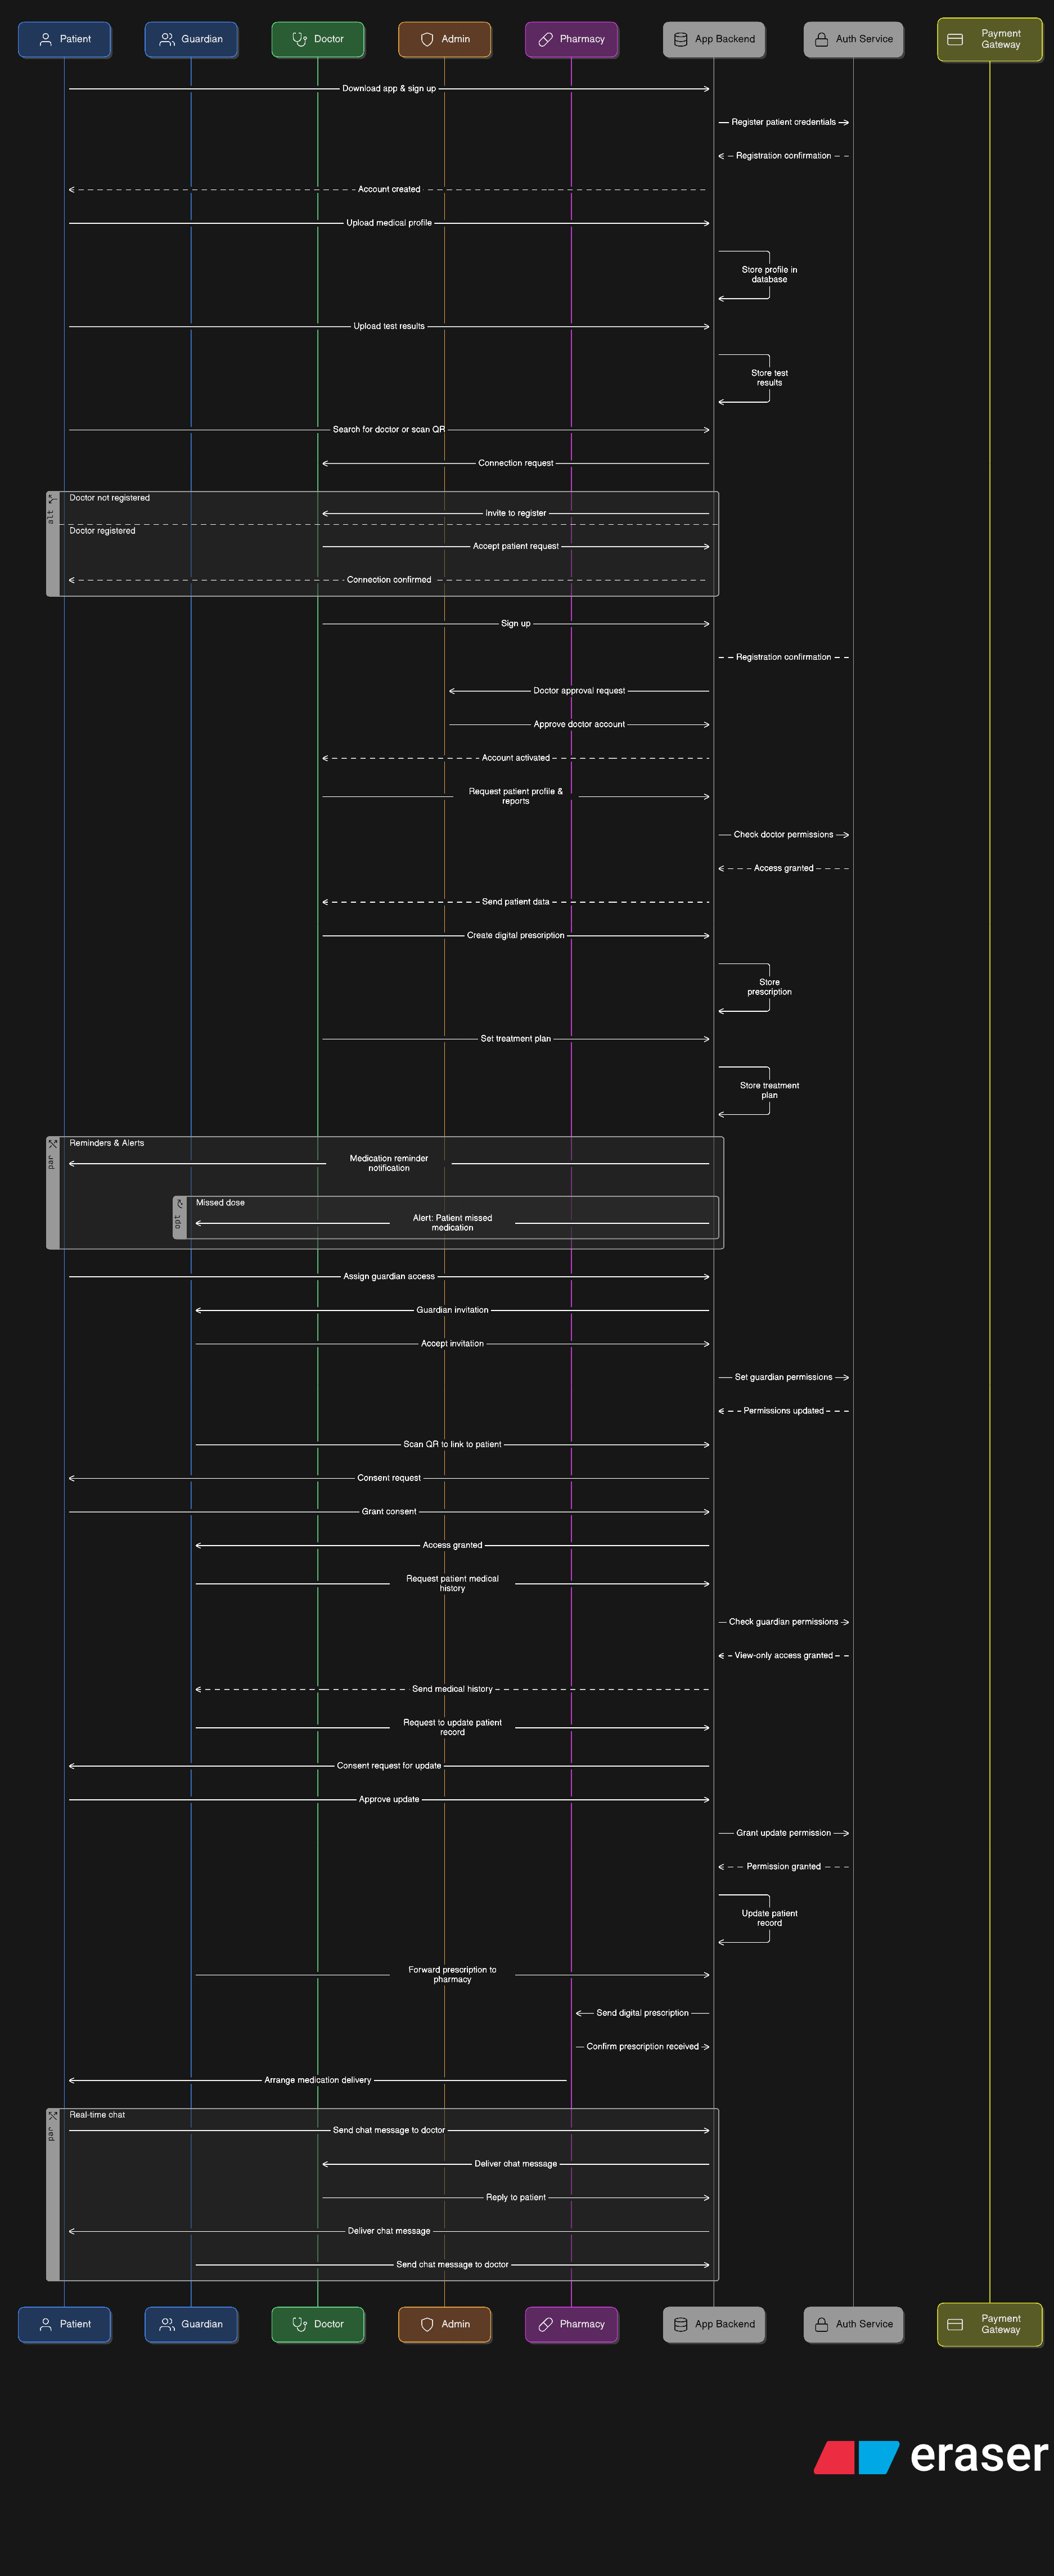 Patient
Guardian
Doctor
Admin
Pharmacy
App Backend
Auth Service
Payment
Gateway
Download app & sign up
Register patient credentials
Registration confirmation
Account created
Upload medical profile
Store profile in
database
Upload test results
Store test
results
Search for doctor or scan QR
Connection request
alt
Doctor not registered
Invite to register
Doctor registered
Accept patient request
Connection confirmed
Sign up
Registration confirmation
Doctor approval request
Approve doctor account
Account activated
Request patient profile &
reports
Check doctor permissions
Access granted
Send patient data
Create digital prescription
Store
prescription
Set treatment plan
Store treatment
plan
par
Reminders & Alerts
Medication reminder
notification
opt
Missed dose
Alert: Patient missed
medication
Assign guardian access
Guardian invitation
Accept invitation
Set guardian permissions
Permissions updated
Scan QR to link to patient
Consent request
Grant consent
Access granted
Request patient medical
history
Check guardian permissions
View-only access granted
Send medical history
Request to update patient
record
Consent request for update
Approve update
Grant update permission
Permission granted
Update patient
record
Forward prescription to
pharmacy
Send digital prescription
Confirm prescription received
Arrange medication delivery
par
Real-time chat
Send chat message to doctor
Deliver chat message
Reply to patient
Deliver chat message
Send chat message to doctor
Patient
Guardian
Doctor
Admin
Pharmacy
App Backend
Auth Service
Payment
Gateway
eraser